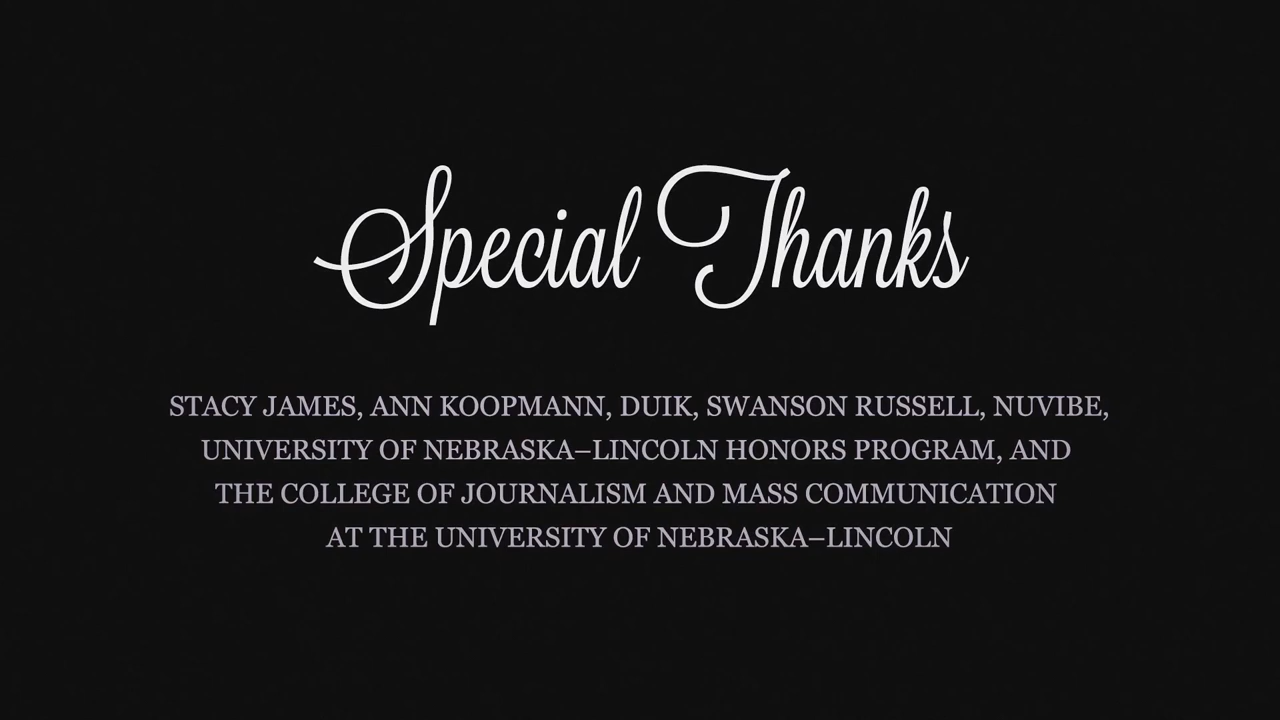 Special Thanks
STACY JAMES, ANN KOOPMANN, DUIK, SWANSON RUSSELL, NUVIBE,
UNIVERSITY OF NEBRASKA–LINCOLN HONORS PROGRAM, AND
THE COLLEGE OF JOURNALISM AND MASS COMMUNICATION
AT THE UNIVERSITY OF NEBRASKA–LINCOLN